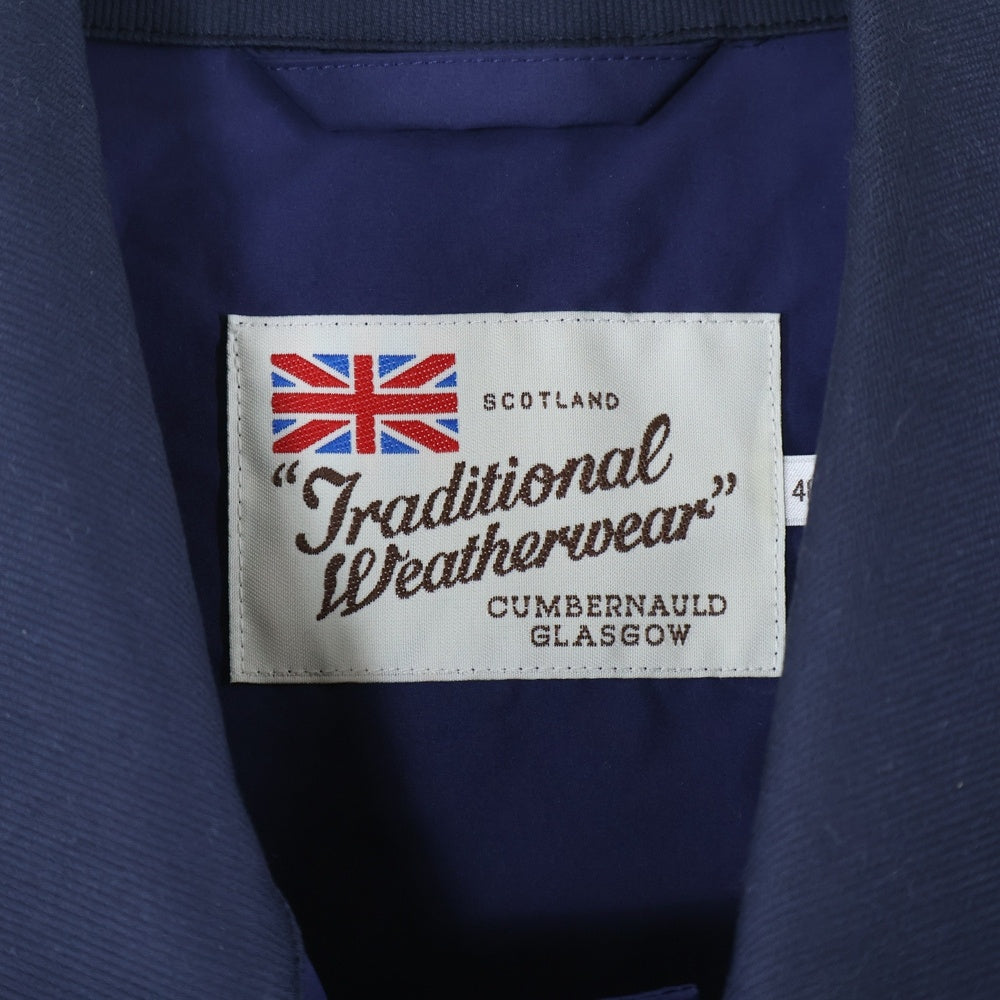 SCOTLAND
"Traditional
Weatherwear"
CUMBERNAULD
GLASGOW